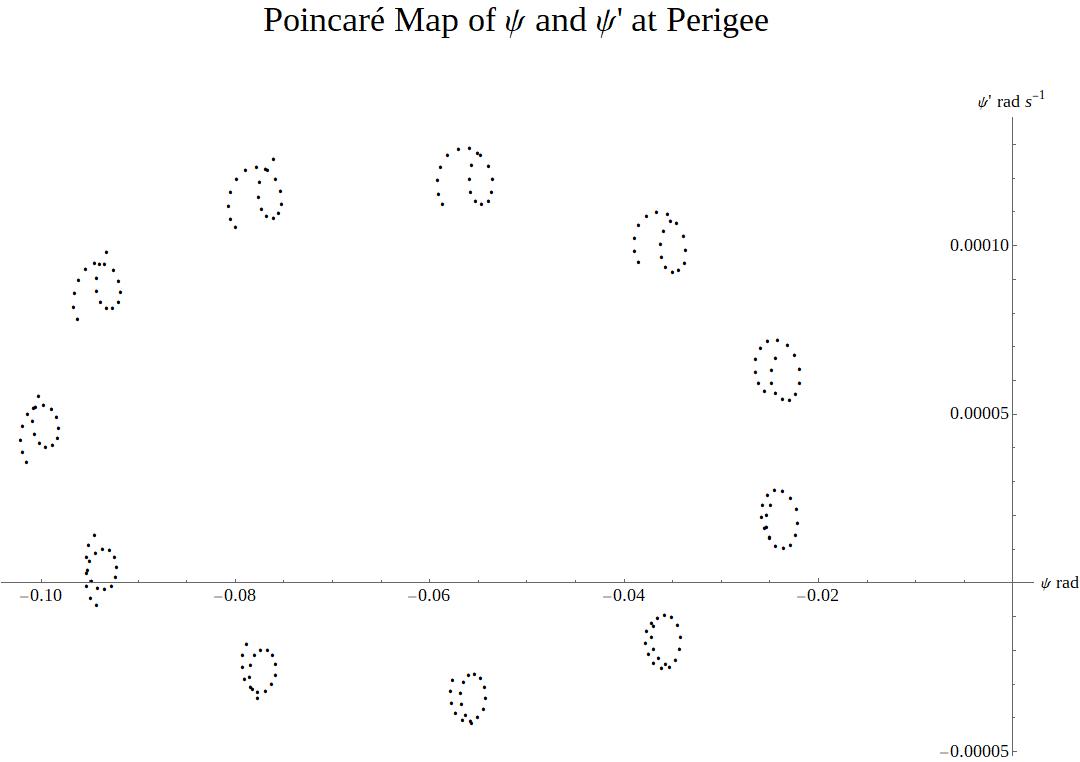 Poincaré Map of ψ and ψ' at Perigee
ψ' rad s⁻¹
0.00010
0.00005
ψ rad
−0.10 −0.08 −0.06 −0.04 −0.02
−0.00005